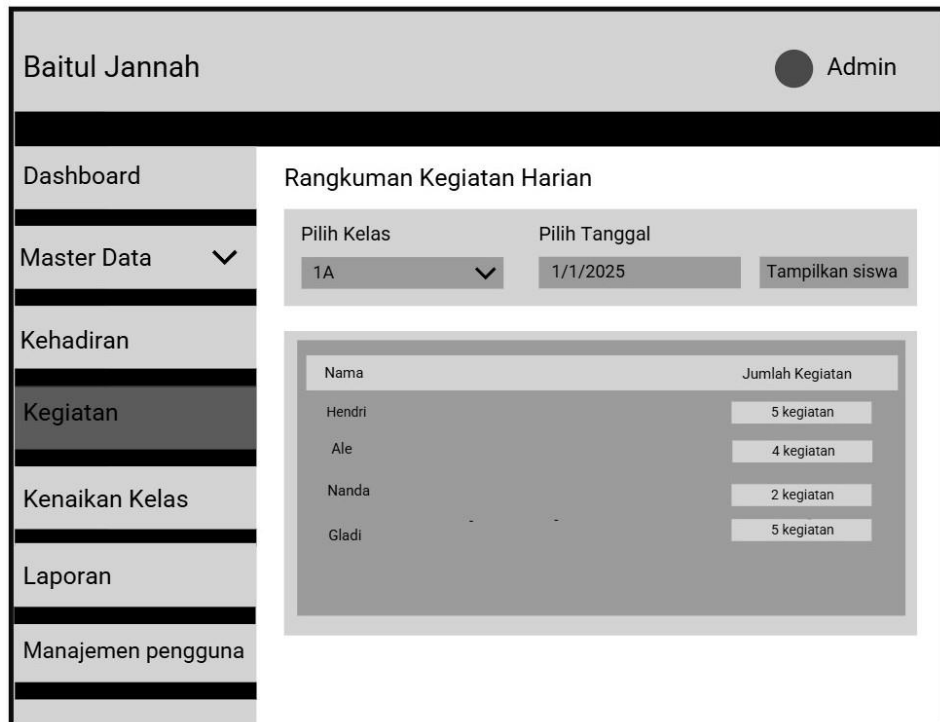 Baitul Jannah
Admin
Dashboard
Master Data
Kehadiran
Kegiatan
Kenaikan Kelas
Laporan
Manajemen pengguna
Rangkuman Kegiatan Harian
Pilih Kelas
Pilih Tanggal
1A
1/1/2025
Tampilkan siswa
Nama Jumlah Kegiatan
Hendri 5 kegiatan
Ale 4 kegiatan
Nanda 2 kegiatan
- -
Gladi 5 kegiatan